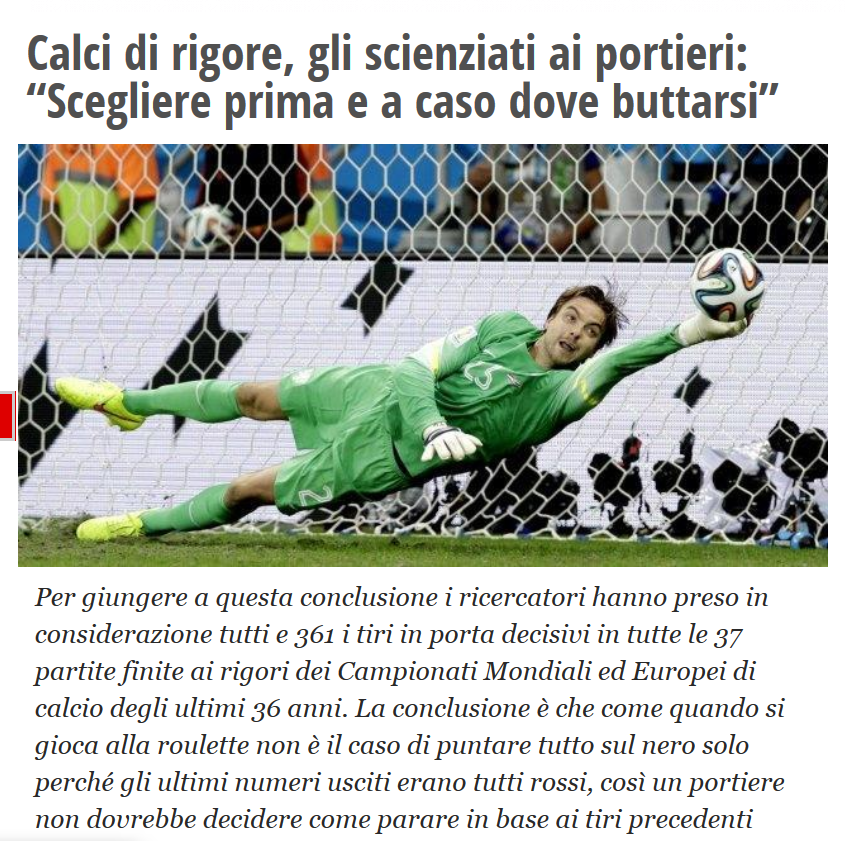 Calci di rigore, gli scienziati ai portieri:
“Scegliere prima e a caso dove buttarsi”
Per giungere a questa conclusione i ricercatori hanno preso in
considerazione tutti e 361 i tiri in porta decisivi in tutte le 37
partite finite ai rigori dei Campionati Mondiali ed Europei di
calcio degli ultimi 36 anni. La conclusione è che come quando si
gioca alla roulette non è il caso di puntare tutto sul nero solo
perché gli ultimi numeri usciti erano tutti rossi, così un portiere
non dovrebbe decidere come parare in base ai tiri precedenti